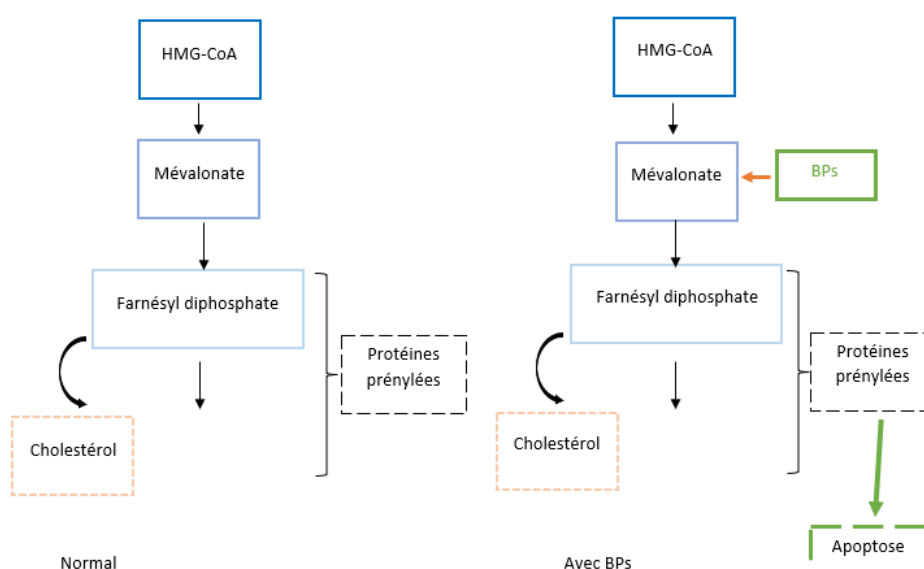 HMG-CoA
Mévalonate
Farnésyl diphosphate
Protéines
prénylées
Cholestérol
Normal
HMG-CoA
Mévalonate
BPs
Farnésyl diphosphate
Protéines
prénylées
Cholestérol
Apoptose
Avec BPs